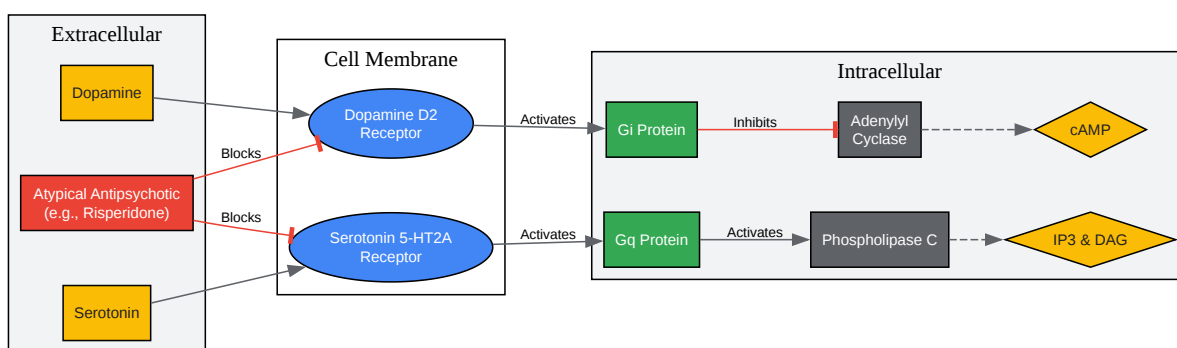 Extracellular
Dopamine
Atypical Antipsychotic
(e.g., Risperidone)
Serotonin
Blocks
Blocks
Cell Membrane
Dopamine D2
Receptor
Serotonin 5-HT2A
Receptor
Activates
Activates
Intracellular
Gi Protein
Inhibits
Adenylyl
Cyclase
cAMP
Gq Protein
Activates
Phospholipase C
IP3 & DAG